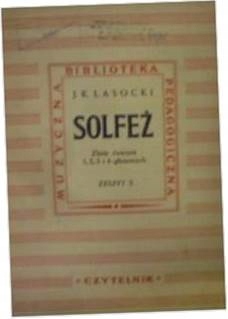 BIBLIOTEKA
MUZYCZNA
PEDAGOGICZNA
J. K. LASOCKI
SOLFEŻ
Zbiór ćwiczeń
1, 2, 3 i 4 głosowych
ZESZYT
"CZYTELNIK"